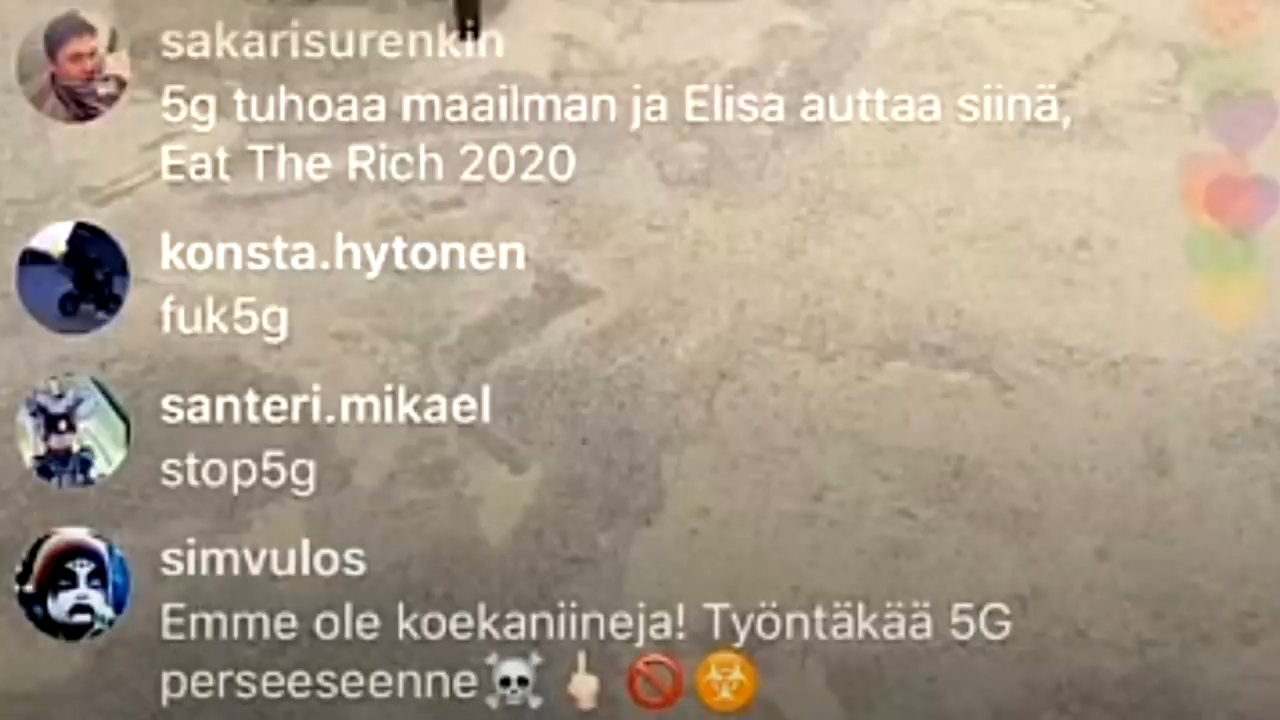 sakarisurenkin
5g tuhoaa maailman ja Elisa auttaa siinä,
Eat The Rich 2020
konsta.hytonen
fuk5g
santeri.mikael
stop5g
simvulos
Emme ole koekaniineja! Työntäkää 5G
perseeseenne☠️🖕🏻🚫☣️